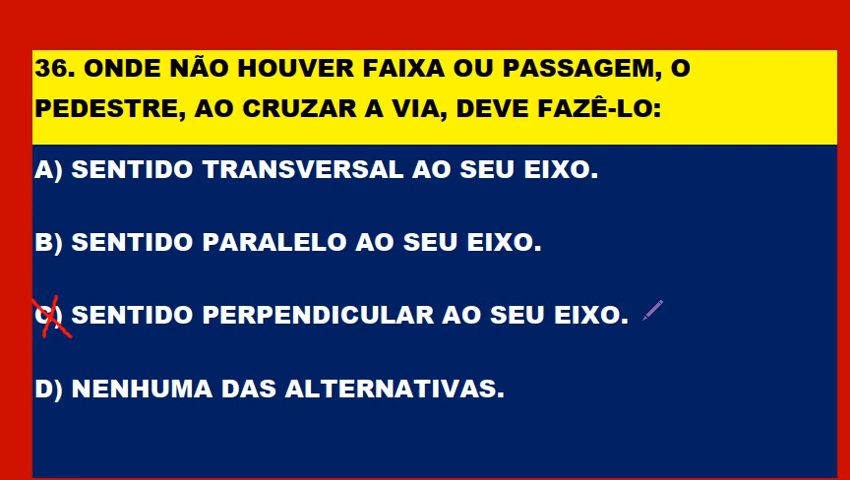 36. ONDE NÃO HOUVER FAIXA OU PASSAGEM, O
PEDESTRE, AO CRUZAR A VIA, DEVE FAZÊ-LO:
A) SENTIDO TRANSVERSAL AO SEU EIXO.
B) SENTIDO PARALELO AO SEU EIXO.
C) SENTIDO PERPENDICULAR AO SEU EIXO.
D) NENHUMA DAS ALTERNATIVAS.